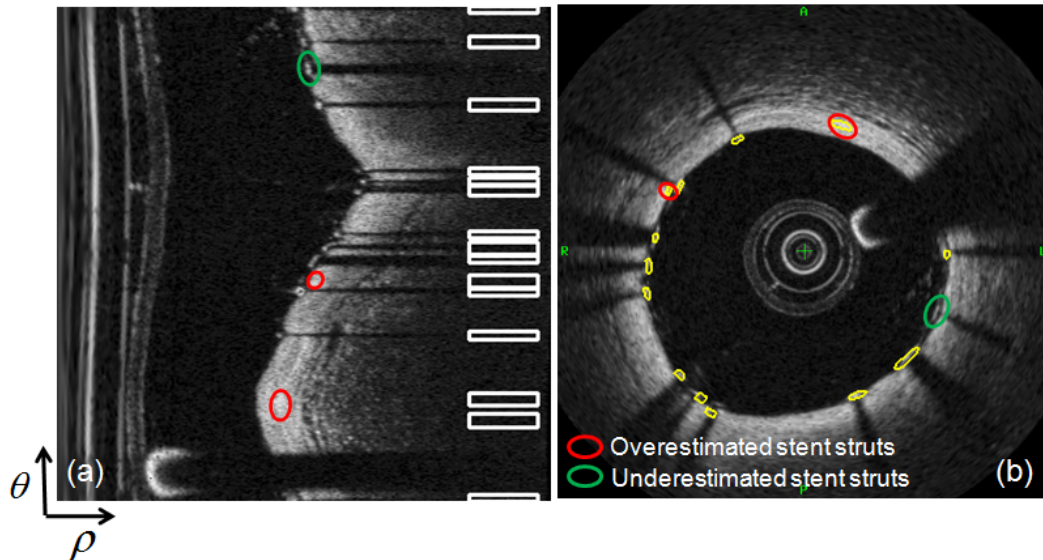 A
R
L
Overestimated stent struts
Underestimated stent struts
(a)
(b)
P
θ
ρ